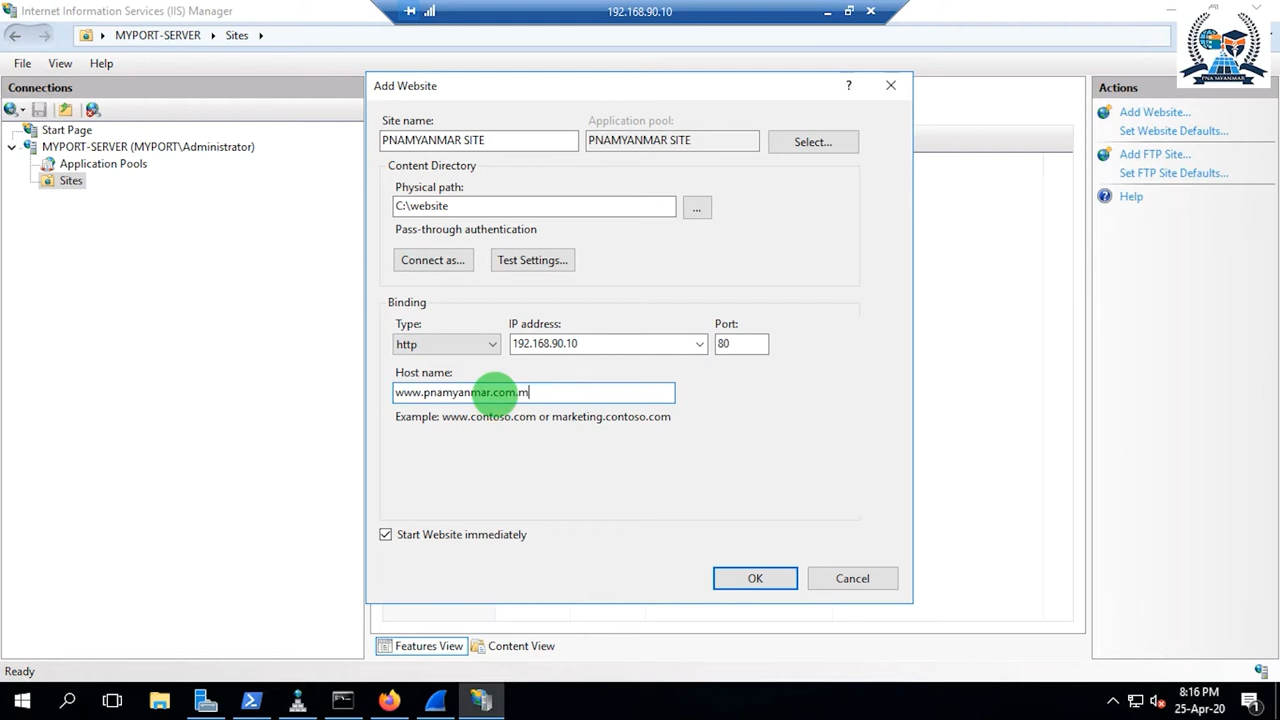 Internet Information Services (IIS) Manager
192.168.90.10
MYPORT-SERVER
Sites
File View Help
Connections
Start Page
MYPORT-SERVER (MYPORT\Administrator)
Application Pools
Sites
Add Website
?
Site name:
PNAMYANMAR SITE
Application pool:
PNAMYANMAR SITE
Select...
Content Directory
Physical path:
C:\website
...
Pass-through authentication
Connect as...
Test Settings...
Binding
Type:
http
IP address:
192.168.90.10
Port:
80
Host name:
www.pnamyanmar.com.m
Example: www.contoso.com or marketing.contoso.com
Start Website immediately
OK
Cancel
Features View
Content View
Actions
Add Website...
Set Website Defaults...
Add FTP Site...
Set FTP Site Defaults...
Help
PNA MYANMAR
Ready
8:16 PM
25-Apr-20
1